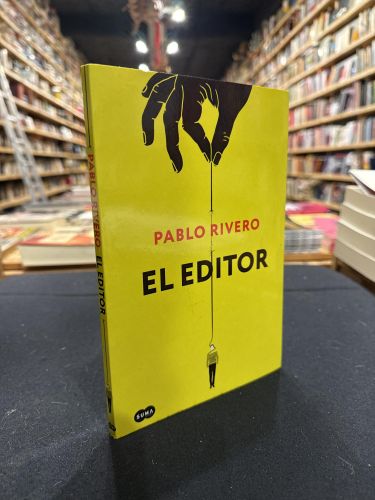 PABLO RIVERO
EL EDITOR
SUMA
PABLO RIVERO EL EDITOR